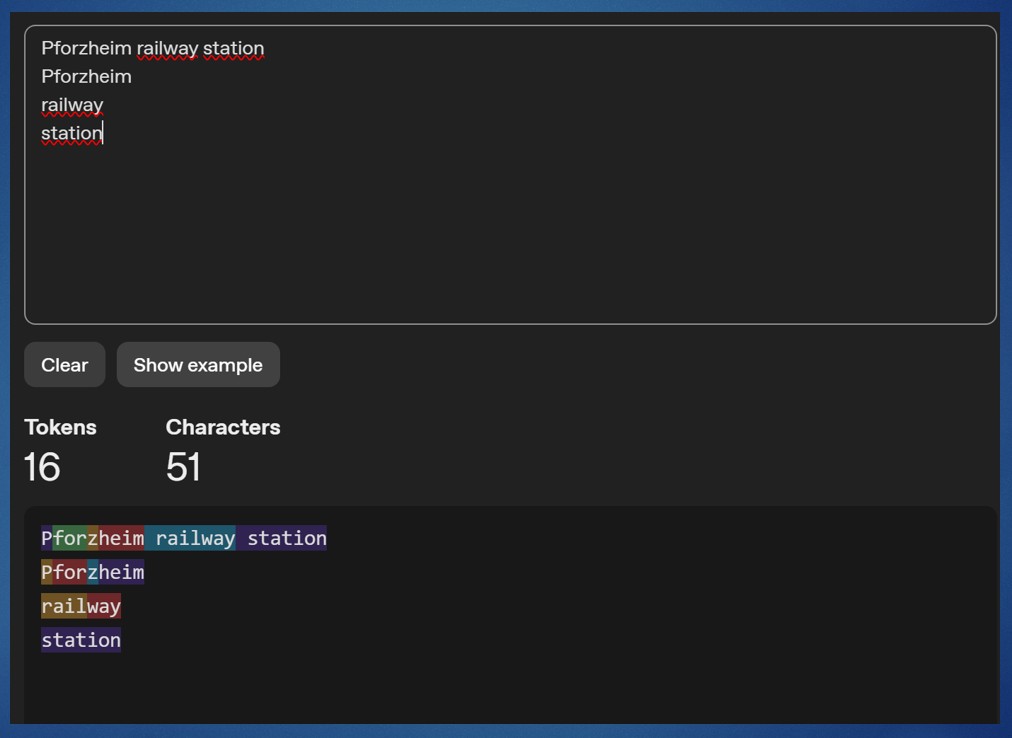 Pforzheim railway station
Pforzheim
railway
station
Clear
Show example
Tokens
Characters
16
51
Pforzheim railway station
Pforzheim
railway
station